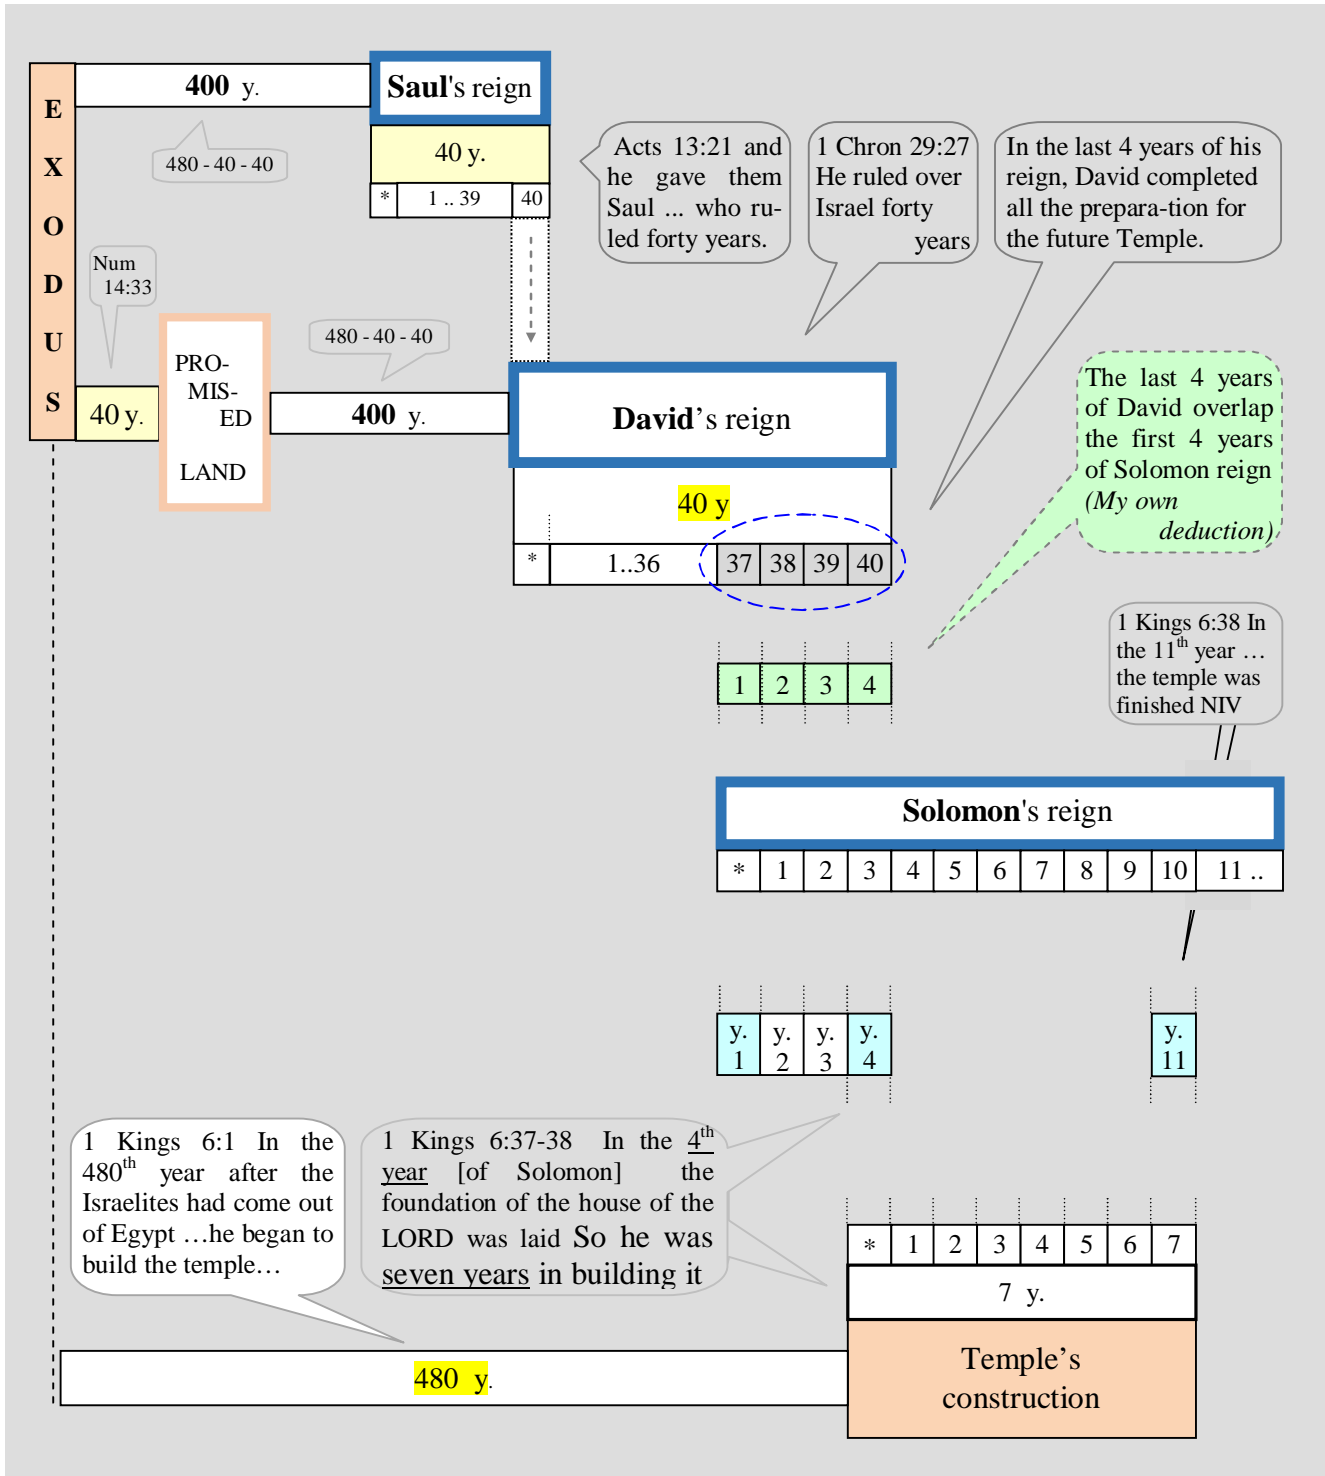 E
X
O
D
U
S
400 y.
480 - 40 - 40
Saul's reign
40 y.
* 1 .. 39 40
Acts 13:21 and
he gave them
Saul ... who ru-
led forty years.
1 Chron 29:27
He ruled over
Israel forty
years
In the last 4 years of his
reign, David completed
all the prepara-tion for
the future Temple.
Num
14:33
40 y.
PRO-
MIS-
ED
LAND
480 - 40 - 40
400 y.
David's reign
40 y
* 1..36 37 38 39 40
The last 4 years
of David overlap
the first 4 years
of Solomon reign
(My own
deduction)
1 2 3 4
1 Kings 6:38 In
the 11th year …
the temple was
finished NIV
Solomon's reign
* 1 2 3 4 5 6 7 8 9 10 11 ..
y. y. y. y. y.
1 2 3 4 11
1 Kings 6:1 In the
480th year after the
Israelites had come out
of Egypt …he began to
build the temple…
1 Kings 6:37-38 In the 4th
year [of Solomon] the
foundation of the house of the
LORD was laid So he was
seven years in building it
* 1 2 3 4 5 6 7
7 y.
480 y.
Temple's
construction